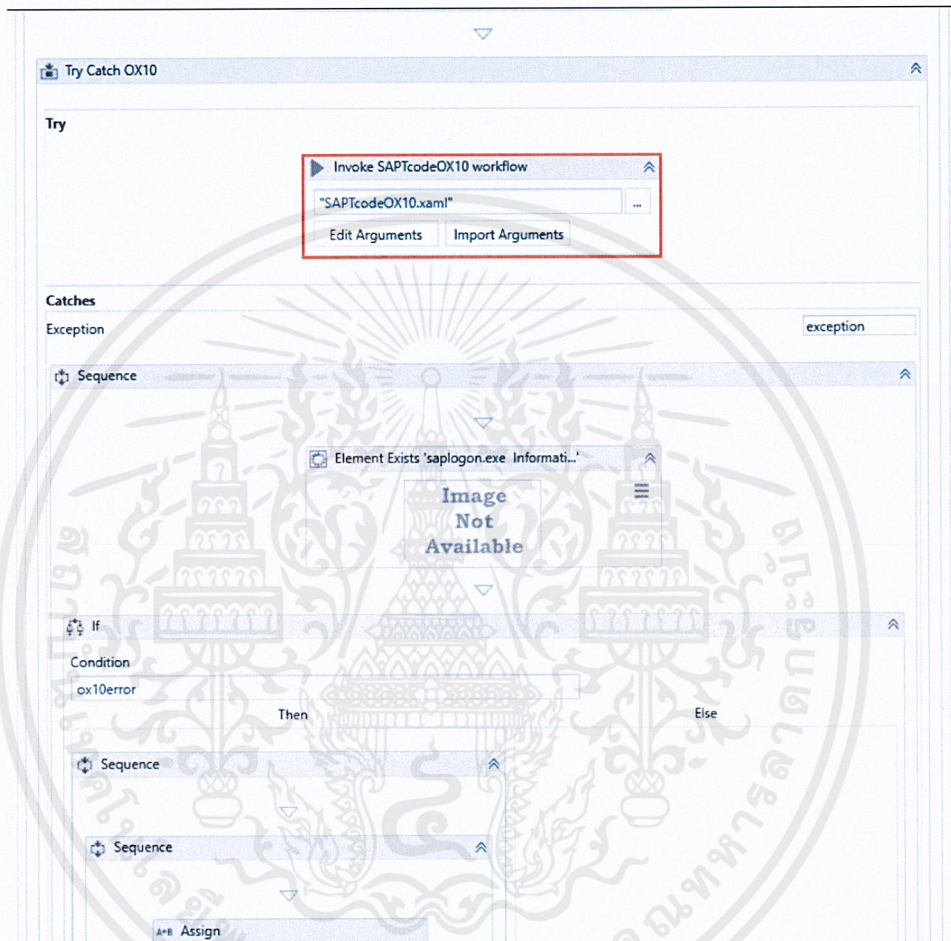 Try Catch OX10
Try
Invoke SAPTcodeOX10 workflow
"SAPTcodeOX10.xaml"
...
Edit Arguments Import Arguments
Catches
Exception exception
Sequence
Element Exists 'saplogon.exe Informati...'
Image
Not
Available
If
Condition
ox10error
Then Else
Sequence
Sequence
A+B Assign